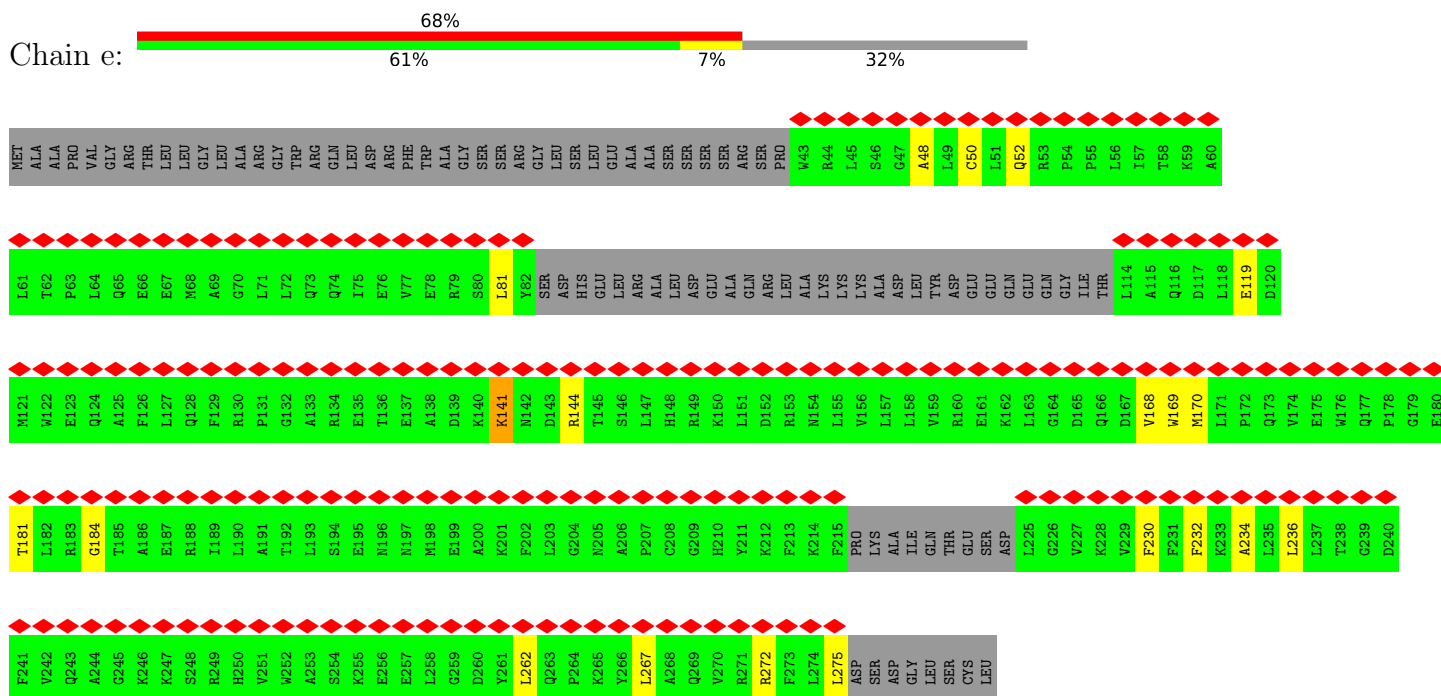 68%
Chain e:
61% 7% 32%
MET ALA ALA PRO VAL GLY ARG THR LEU LEU GLY LEU ALA ARG GLY TRP ARG GLN LEU ASP ARG PHE TRP ALA GLY SER SER ARG GLY LEU SER LEU GLU ALA ALA SER SER SER SER ARG SER PRO W43 R44 L45 S46 G47 A48 L49 C50 L51 Q52 R53 P54 P55 L56 I57 T58 K59 A60
L61 T62 P63 L64 Q65 E66 E67 M68 A69 G70 L71 L72 Q73 Q74 I75 E76 V77 E78 R79 S80 L81 Y82 SER ASP HIS GLU LEU ARG ALA LEU ASP GLU ALA GLN ARG LEU ALA LYS LYS LYS ALA ASP LEU TYR ASP GLU GLU GLN GLU GLN GLY ILE THR L114 A115 Q116 D117 L118 E119 D120
M121 W122 E123 Q124 A125 F126 L127 Q128 F129 R130 P131 G132 A133 R134 E135 T136 E137 A138 D139 K140 K141 N142 D143 R144 T145 S146 L147 H148 R149 K150 L151 D152 R153 N154 L155 V156 L157 L158 V159 R160 E161 K162 L163 G164 D165 Q166 D167 V168 W169 M170 L171 P172 Q173 V174 E175 W176 Q177 P178 G179 E180
T181 L182 R183 G184 T185 A186 E187 R188 I189 L190 A191 T192 L193 S194 E195 N196 N197 M198 E199 A200 K201 F202 L203 G204 N205 A206 P207 C208 G209 H210 Y211 K212 F213 K214 F215 PRO LYS ALA ILE GLN THR GLU SER ASP L225 G226 V227 K228 V229 F230 F231 F232 K233 A234 L235 L236 L237 T238 G239 D240
F241 V242 Q243 A244 G245 K246 K247 S248 R249 H250 V251 W252 A253 S254 K255 E256 E257 L258 G259 D260 Y261 L262 Q263 P264 K265 Y266 L267 A268 Q269 V270 R271 R272 F273 L274 L275 ASP SER ASP GLY LEU SER CYS LEU